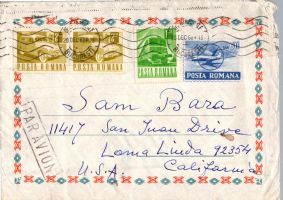 POSTA ROMANA POSTA ROMANA POSTA ROMANA POSTA ROMANA
PAR AVION
Sam Bara
11417 San Juan Drive
Loma Linda 92354
U.S.A. California